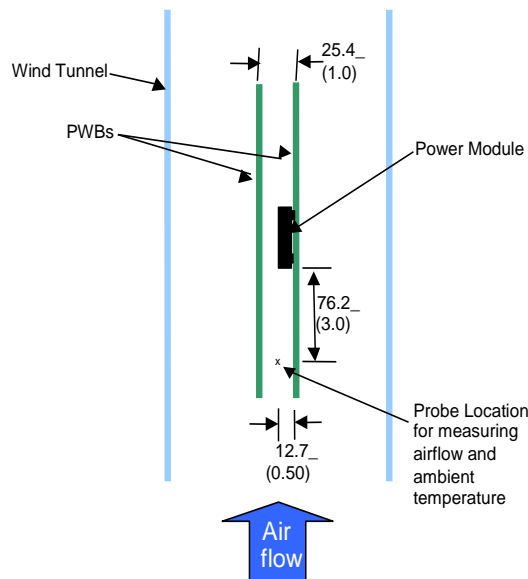 25.4_
(1.0)
Wind Tunnel
PWBs
Power Module
76.2_
(3.0)
x
Probe Location
for measuring
airflow and
ambient
temperature
12.7_
(0.50)
Air
flow